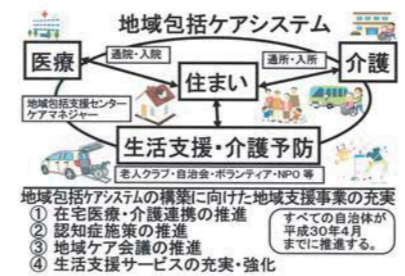 地域包括ケアシステム
医療
通院・入院
住まい
通所・入所
介護
地域包括支援センター
ケアマネジャー
生活支援・介護予防
老人クラブ・自治会・ボランティア・NPO 等
地域包括ケアシステムの構築に向けた地域支援事業の充実
① 在宅医療・介護連携の推進
② 認知症施策の推進
③ 地域ケア会議の推進
④ 生活支援サービスの充実・強化
すべての自治体が
平成30年4月
までに推進する。